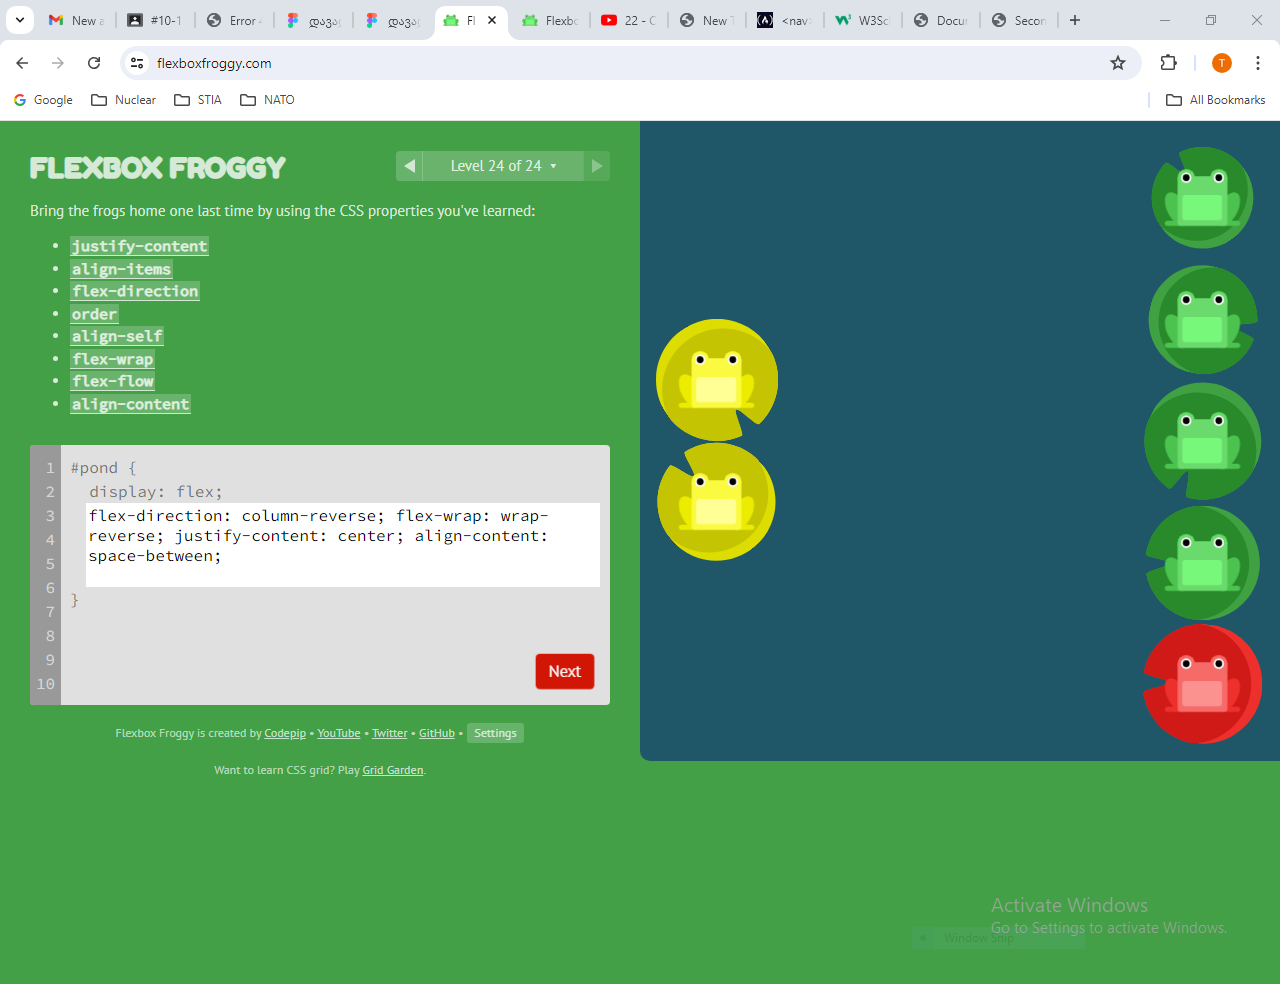 New a
#10-1
Error
დავა
დავა
Fl
Flexbo
22 - C
New T
<nav>
W3Sc
Docu
Secon
flexboxfroggy.com
T
Google
Nuclear
STIA
NATO
All Bookmarks
FLEXBOX FROGGY
Level 24 of 24
Bring the frogs home one last time by using the CSS properties you've learned:
justify-content
align-items
flex-direction
order
align-self
flex-wrap
flex-flow
align-content
1 #pond {
2 display: flex;
3 flex-direction: column-reverse; flex-wrap: wrap-
4 reverse; justify-content: center; align-content:
5 space-between;
6
7 }
8
9
10
Next
Flexbox Froggy is created by Codepip • YouTube • Twitter • GitHub • Settings
Want to learn CSS grid? Play Grid Garden.
Activate Windows
Go to Settings to activate Windows.
Window Snip